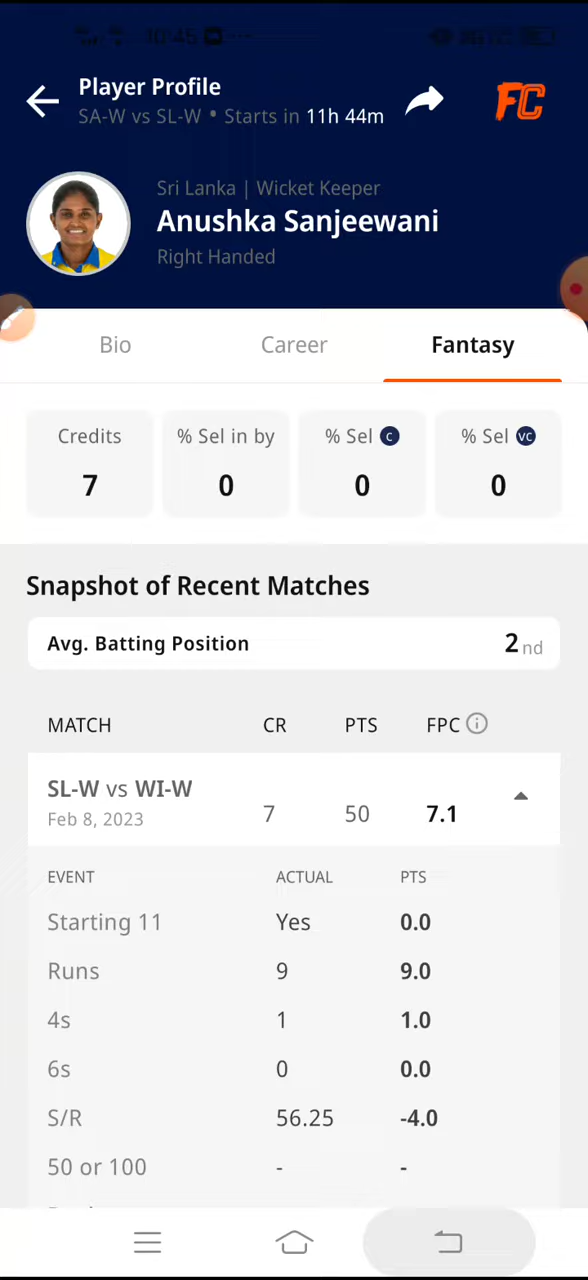 10:45
Player Profile
SA-W vs SL-W • Starts in 11h 44m
FC
Sri Lanka | Wicket Keeper
Anushka Sanjeewani
Right Handed
Bio Career Fantasy
Credits % Sel in by % Sel C % Sel VC
7 0 0 0
Snapshot of Recent Matches
Avg. Batting Position 2 nd
MATCH CR PTS FPC i
SL-W vs WI-W
Feb 8, 2023 7 50 7.1
EVENT ACTUAL PTS
Starting 11 Yes 0.0
Runs 9 9.0
4s 1 1.0
6s 0 0.0
S/R 56.25 -4.0
50 or 100 - -